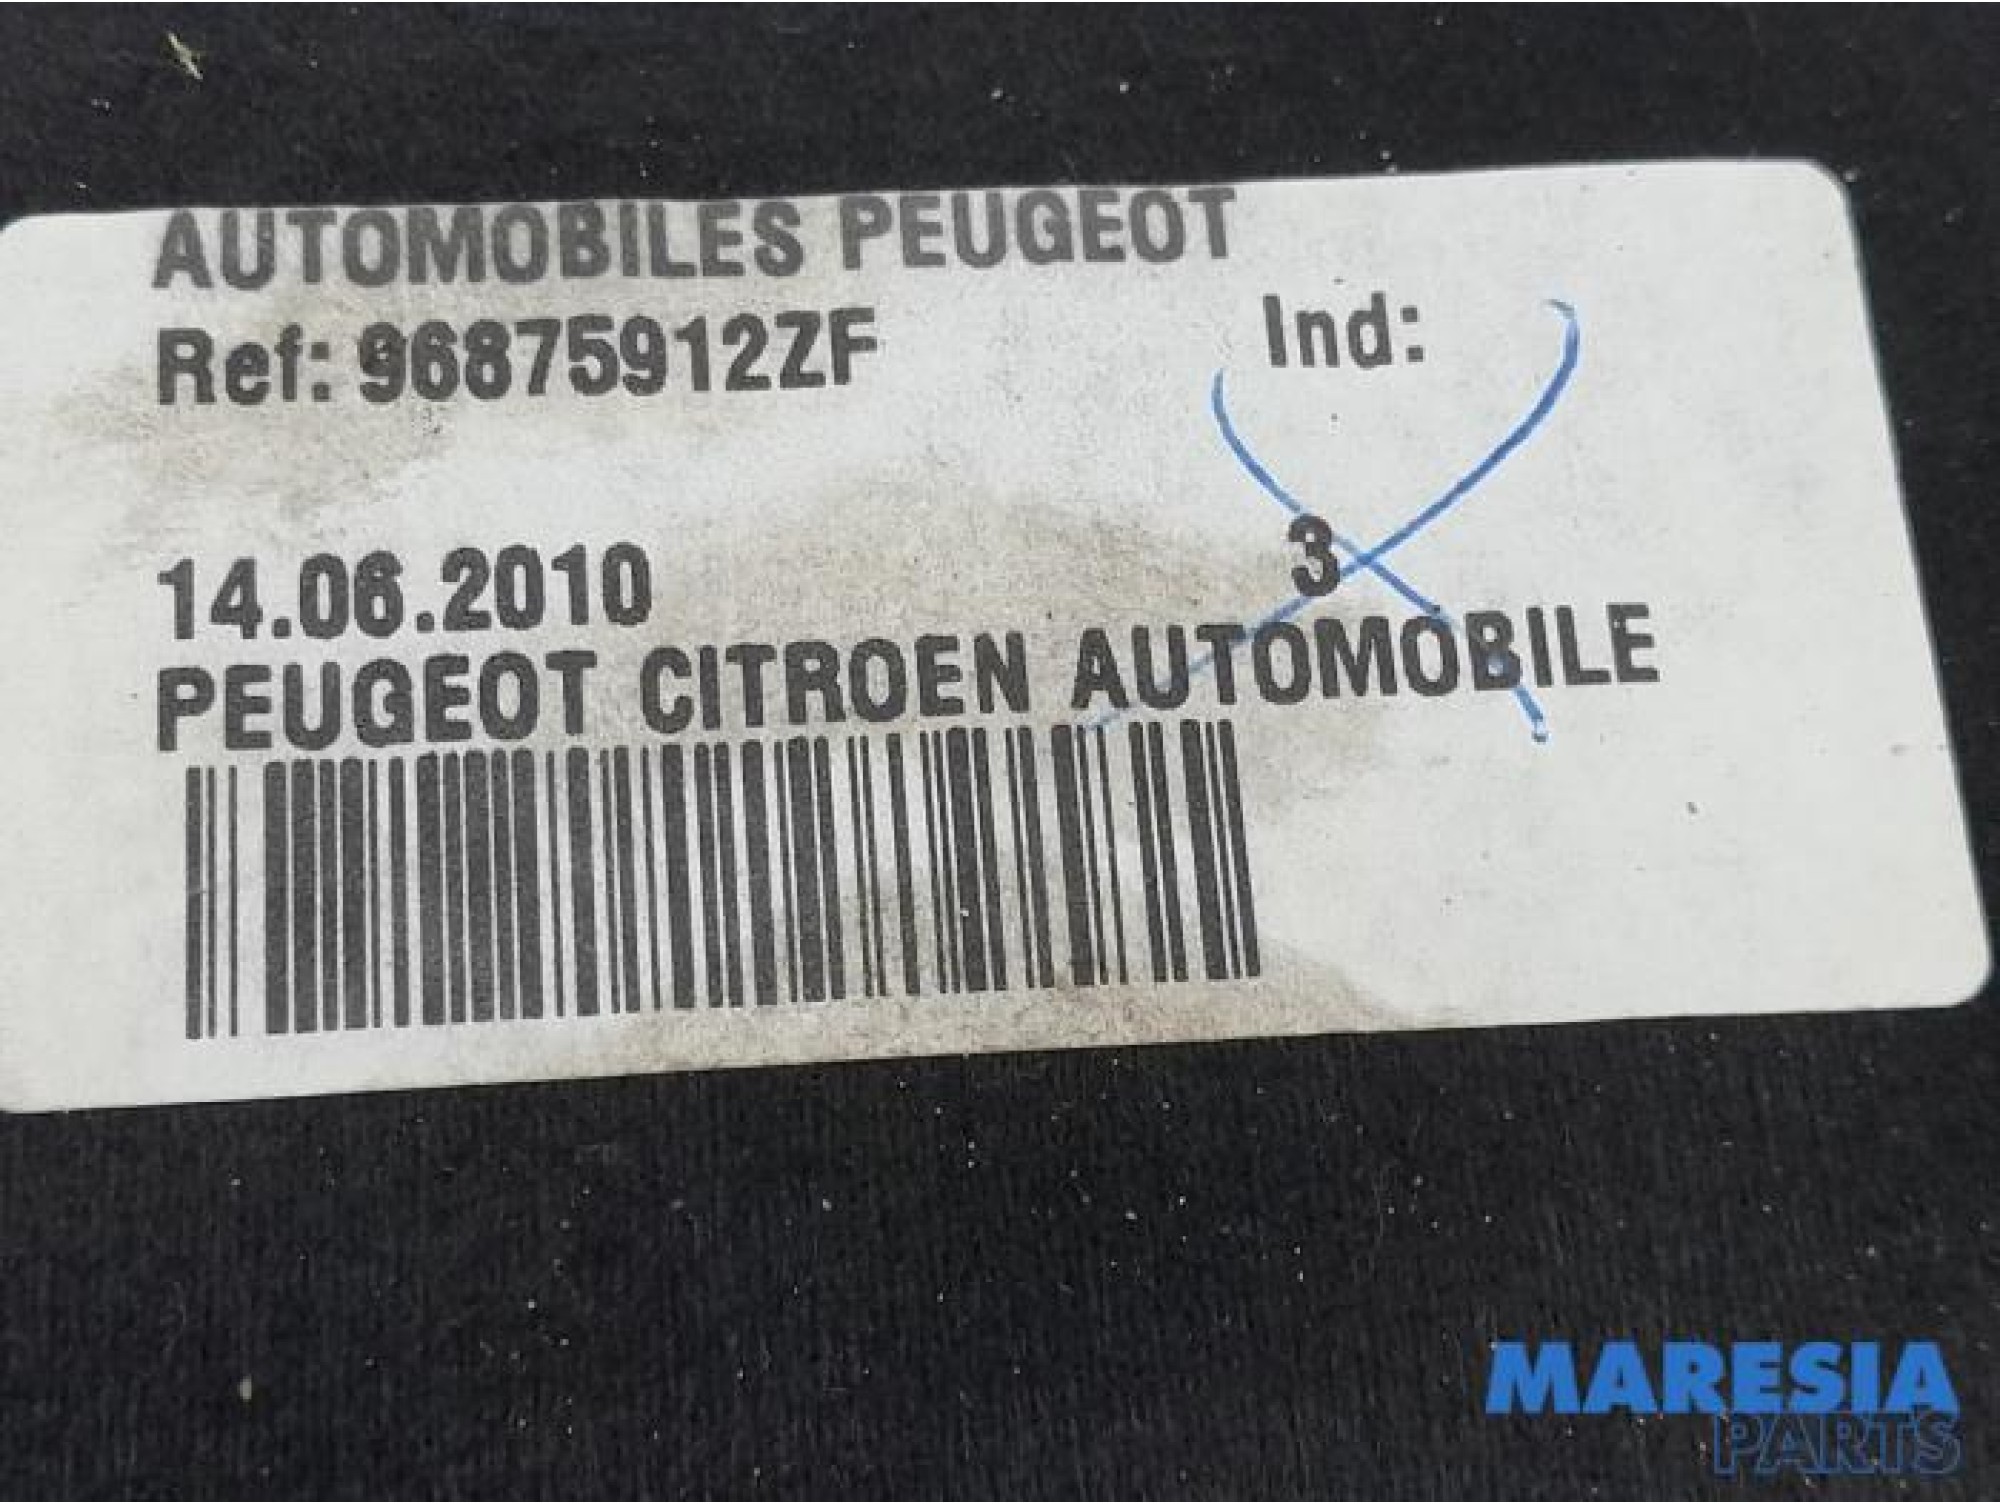 AUTOMOBILES PEUGEOT
Ref: 96875912ZF Ind:
14.06.2010 3
PEUGEOT CITROEN AUTOMOBILE
MARESIA
PARTS